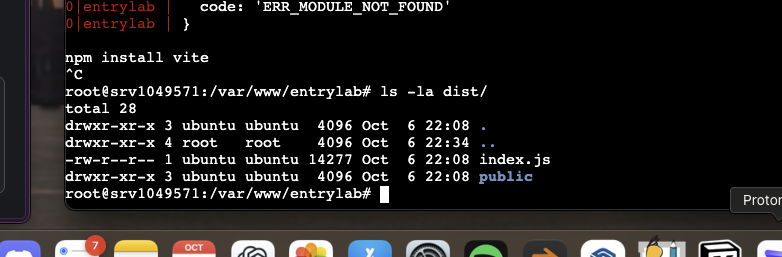 0|entrylab |   code: 'ERR_MODULE_NOT_FOUND'
0|entrylab | }
npm install vite
^C
root@srv1049571:/var/www/entrylab# ls -la dist/
total 28
drwxr-xr-x 3 ubuntu ubuntu  4096 Oct  6 22:08 .
drwxr-xr-x 4 root   root    4096 Oct  6 22:34 ..
-rw-r--r-- 1 ubuntu ubuntu 14277 Oct  6 22:08 index.js
drwxr-xr-x 3 ubuntu ubuntu  4096 Oct  6 22:08 public
root@srv1049571:/var/www/entrylab#
Proton
7
OCT